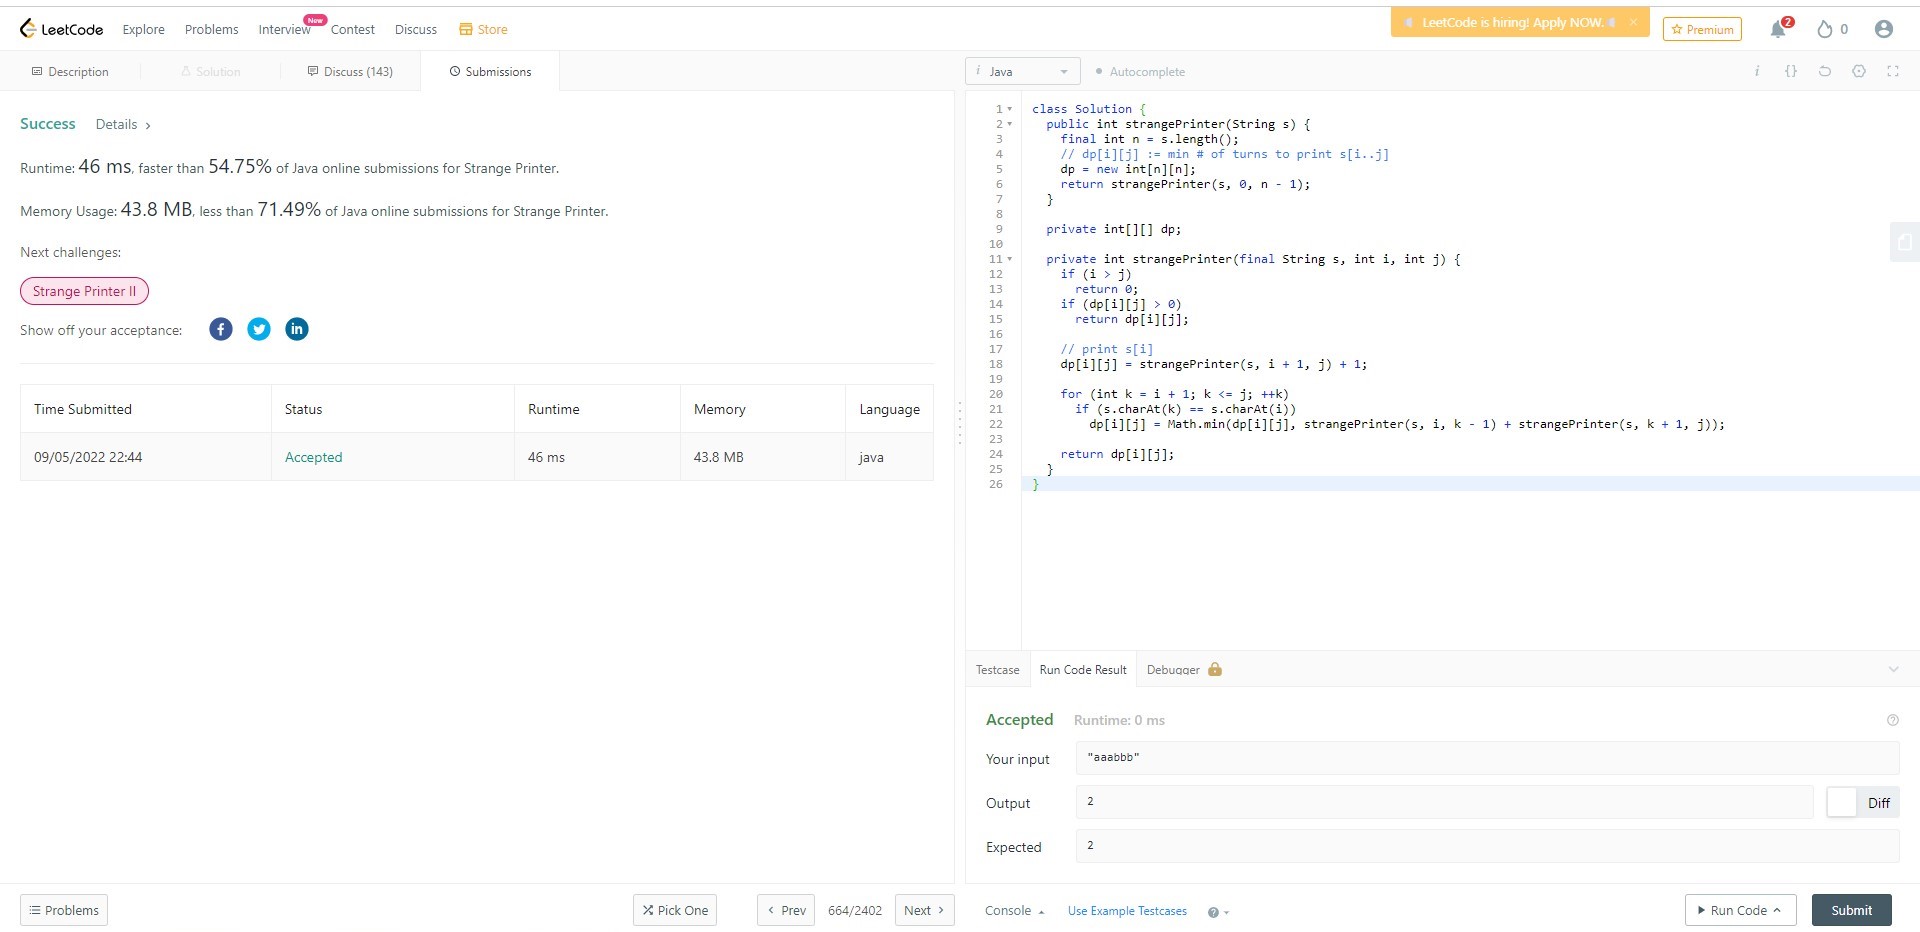 LeetCode Explore Problems Interview New Contest Discuss Store LeetCode is hiring! Apply NOW. × Premium 2 0
Description Solution Discuss (143) Submissions
Success Details ›
Runtime: 46 ms, faster than 54.75% of Java online submissions for Strange Printer.
Memory Usage: 43.8 MB, less than 71.49% of Java online submissions for Strange Printer.
Next challenges:
Strange Printer II
Show off your acceptance:
Time Submitted Status Runtime Memory Language
09/05/2022 22:44 Accepted 46 ms 43.8 MB java
Problems Pick One ‹ Prev 664/2402 Next ›
i Java Autocomplete i {}
1 class Solution {
2 public int strangePrinter(String s) {
3 final int n = s.length();
4 // dp[i][j] := min # of turns to print s[i..j]
5 dp = new int[n][n];
6 return strangePrinter(s, 0, n - 1);
7 }
8
9 private int[][] dp;
10
11 private int strangePrinter(final String s, int i, int j) {
12 if (i > j)
13 return 0;
14 if (dp[i][j] > 0)
15 return dp[i][j];
16
17 // print s[i]
18 dp[i][j] = strangePrinter(s, i + 1, j) + 1;
19
20 for (int k = i + 1; k <= j; ++k)
21 if (s.charAt(k) == s.charAt(i))
22 dp[i][j] = Math.min(dp[i][j], strangePrinter(s, i, k - 1) + strangePrinter(s, k + 1, j));
23
24 return dp[i][j];
25 }
26 }
Testcase Run Code Result Debugger
Accepted Runtime: 0 ms ?
Your input "aaabbb"
Output 2 Diff
Expected 2
Console Use Example Testcases ? Run Code Submit